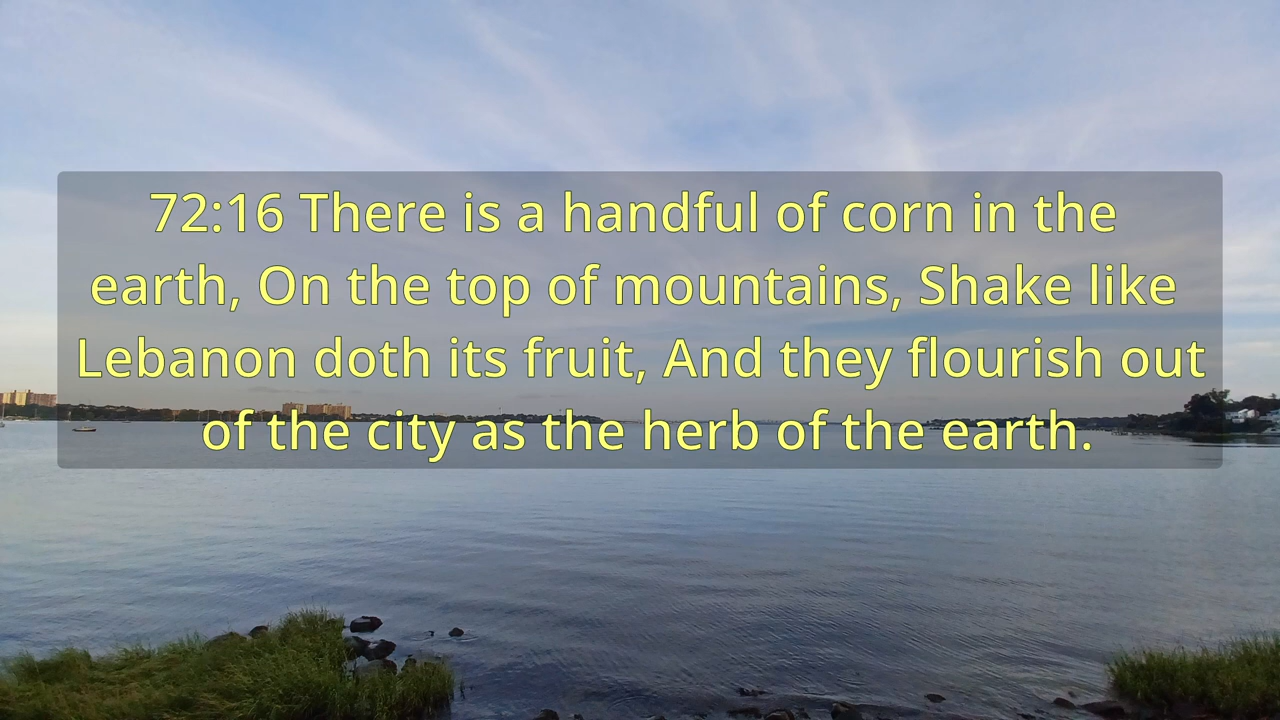 72:16 There is a handful of corn in the
earth, On the top of mountains, Shake like
Lebanon doth its fruit, And they flourish out
of the city as the herb of the earth.